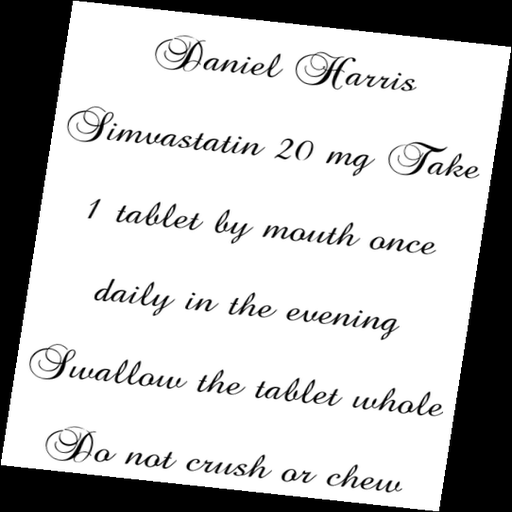 Daniel Harris
Simvastatin 20 mg Take
1 tablet by mouth once
daily in the evening
Swallow the tablet whole
Do not crush or chew